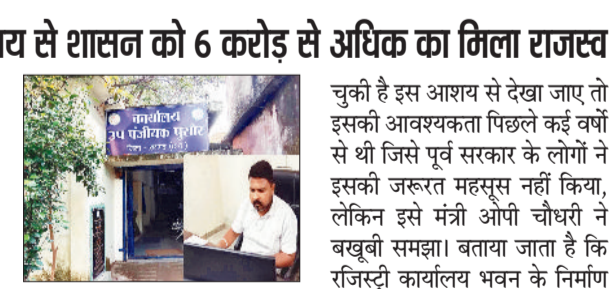 य से शासन को 6 करोड़ से अधिक का मिला राजस्व
कार्यालय
उप पंजीयक पुसौर
चुकी है इस आशय से देखा जाए तो
इसकी आवश्यकता पिछले कई वर्षों
से थी जिसे पूर्व सरकार के लोगों ने
इसकी जरूरत महसूस नहीं किया,
लेकिन इसे मंत्री ओपी चौधरी ने
बखूबी समझा। बताया जाता है कि
रजिस्ट्री कार्यालय भवन के निर्माण